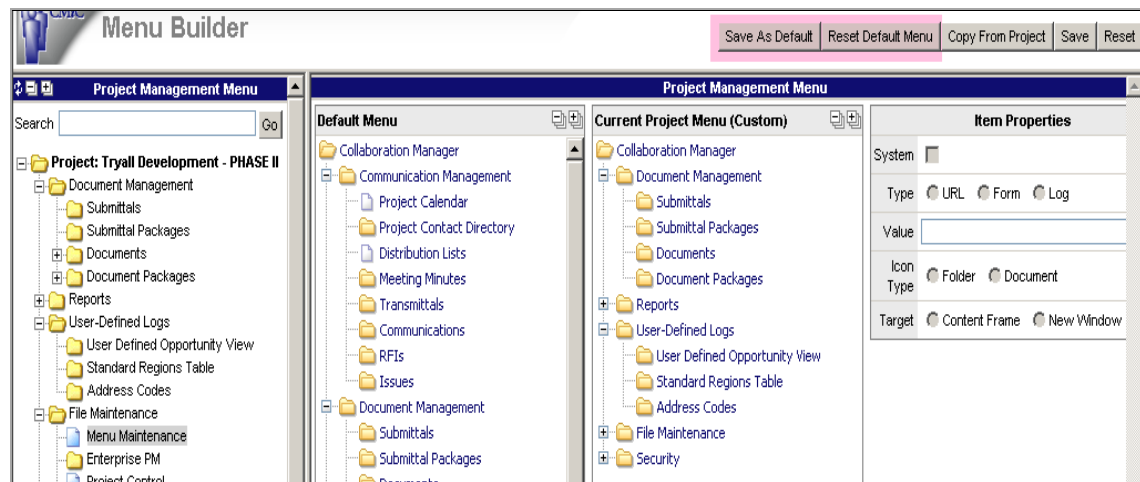 CMiC
Menu Builder
Save As Default
Reset Default Menu
Copy From Project
Save
Reset
Project Management Menu
Search
Go
Project: Tryall Development - PHASE II
Document Management
Submittals
Submittal Packages
Documents
Document Packages
Reports
User-Defined Logs
User Defined Opportunity View
Standard Regions Table
Address Codes
File Maintenance
Menu Maintenance
Enterprise PM
Project Control
Project Management Menu
Default Menu
Collaboration Manager
Communication Management
Project Calendar
Project Contact Directory
Distribution Lists
Meeting Minutes
Transmittals
Communications
RFIs
Issues
Document Management
Submittals
Submittal Packages
Documents
Current Project Menu (Custom)
Collaboration Manager
Document Management
Submittals
Submittal Packages
Documents
Document Packages
Reports
User-Defined Logs
User Defined Opportunity View
Standard Regions Table
Address Codes
File Maintenance
Security
Item Properties
System
Type
URL
Form
Log
Value
Icon
Type
Folder
Document
Target
Content Frame
New Window